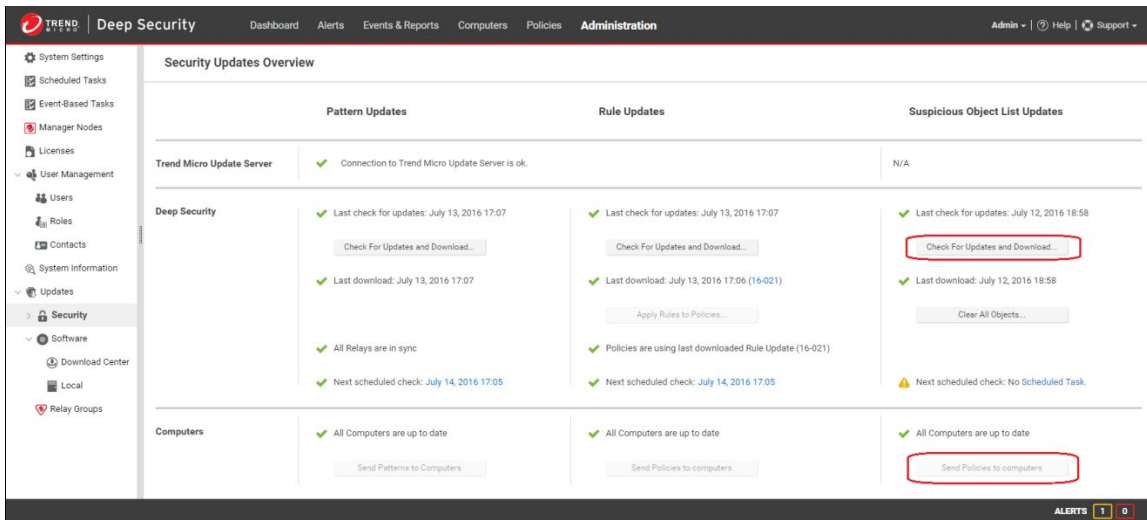 TREND MICRO | Deep Security Dashboard Alerts Events & Reports Computers Policies Administration Admin | Help | Support
System Settings
Scheduled Tasks
Event-Based Tasks
Manager Nodes
Licenses
User Management
Users
Roles
Contacts
System Information
Updates
Security
Software
Download Center
Local
Relay Groups
Security Updates Overview
Pattern Updates Rule Updates Suspicious Object List Updates
Trend Micro Update Server Connection to Trend Micro Update Server is ok. N/A
Deep Security Last check for updates: July 13, 2016 17:07 Last check for updates: July 13, 2016 17:07 Last check for updates: July 12, 2016 18:58
Check For Updates and Download... Check For Updates and Download... Check For Updates and Download...
Last download: July 13, 2016 17:07 Last download: July 13, 2016 17:06 (16-021) Last download: July 12, 2016 18:58
Apply Rules to Policies... Clear All Objects...
All Relays are in sync Policies are using last downloaded Rule Update (16-021)
Next scheduled check: July 14, 2016 17:05 Next scheduled check: July 14, 2016 17:05 Next scheduled check: No Scheduled Task.
Computers All Computers are up to date All Computers are up to date All Computers are up to date
Send Patterns to Computers Send Policies to computers Send Policies to computers
ALERTS 1 0